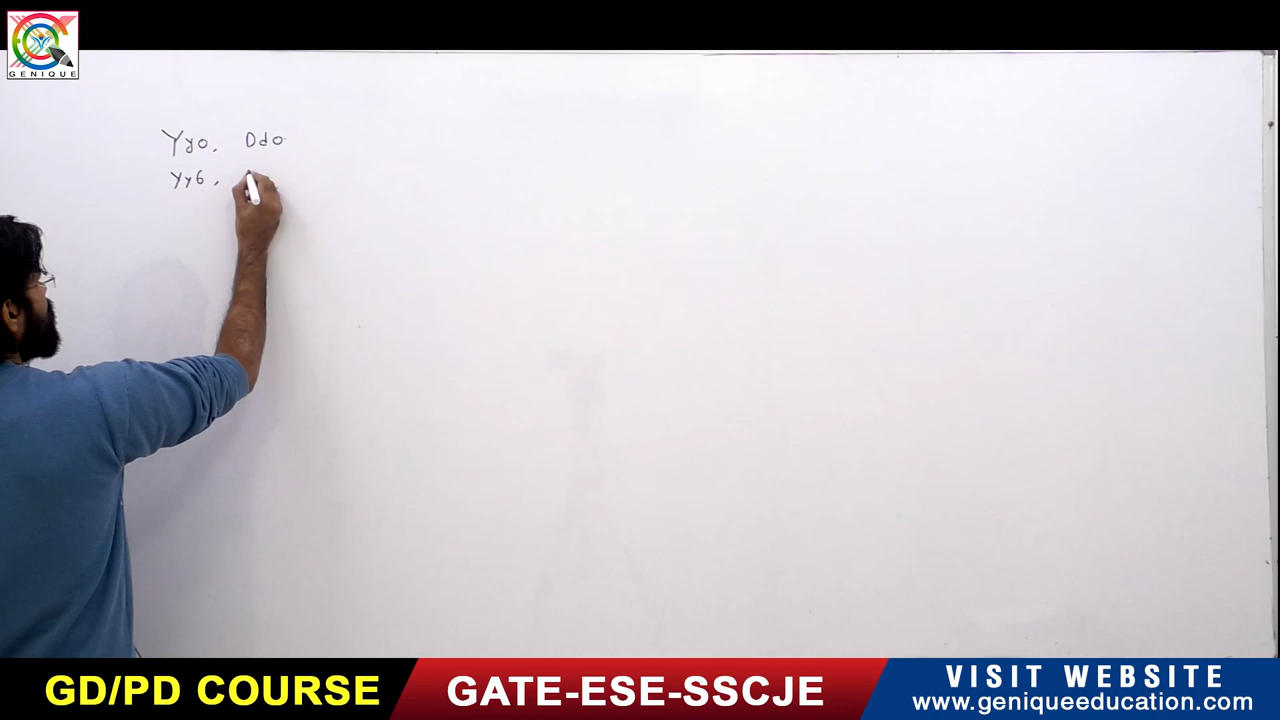 GENIQUE
Yy0, Dd0
Yy6,
GD/PD COURSE
GATE-ESE-SSCJE
VISIT WEBSITE
www.geniqueeducation.com